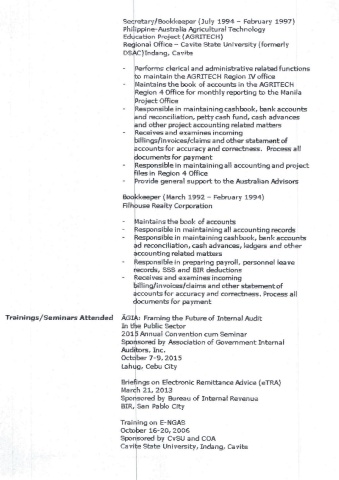 Secretary/Bookkeeper (July 1994 – February 1997)
Philippine-Australia Agricultural Technology
Education Project (AGRITECH)
Regional Office – Cavite State University (formerly
DSAC)Indang, Cavite
- Performs clerical and administrative related functions
to maintain the AGRITECH Region IV office
- Maintains the book of accounts in the AGRITECH
Region 4 Office for monthly reporting to the Manila
Project Office
- Responsible in maintaining cashbook, bank accounts
and reconciliation, petty cash fund, cash advances
and other project accounting related matters
- Receives and examines incoming
billings/invoices/claims and other statement of
accounts for accuracy and correctness. Process all
documents for payment
- Responsible in maintaining all accounting and project
files in Region 4 Office
- Provide general support to the Australian Advisors
Bookkeeper (March 1992 – February 1994)
Filhouse Realty Corporation
- Maintains the book of accounts
- Responsible in maintaining all accounting records
- Responsible in maintaining cashbook, bank accounts
ad reconciliation, cash advances, ledgers and other
accounting related matters
- Responsible in preparing payroll, personnel leave
records, SSS and BIR deductions
- Receives and examines incoming
billing/invoices/claims and other statement of
accounts for accuracy and correctness. Process all
documents for payment
Trainings/Seminars Attended AGIA: Framing the Future of Internal Audit
In the Public Sector
2015 Annual Convention cum Seminar
Sponsored by Association of Government Internal
Auditors, Inc.
October 7-9, 2015
Lahug, Cebu City
Briefings on Electronic Remittance Advice (eTRA)
March 21, 2013
Sponsored by Bureau of Internal Revenue
BIR, San Pablo City
Training on E-NGAS
October 16-20, 2006
Sponsored by CvSU and COA
Cavite State University, Indang, Cavite